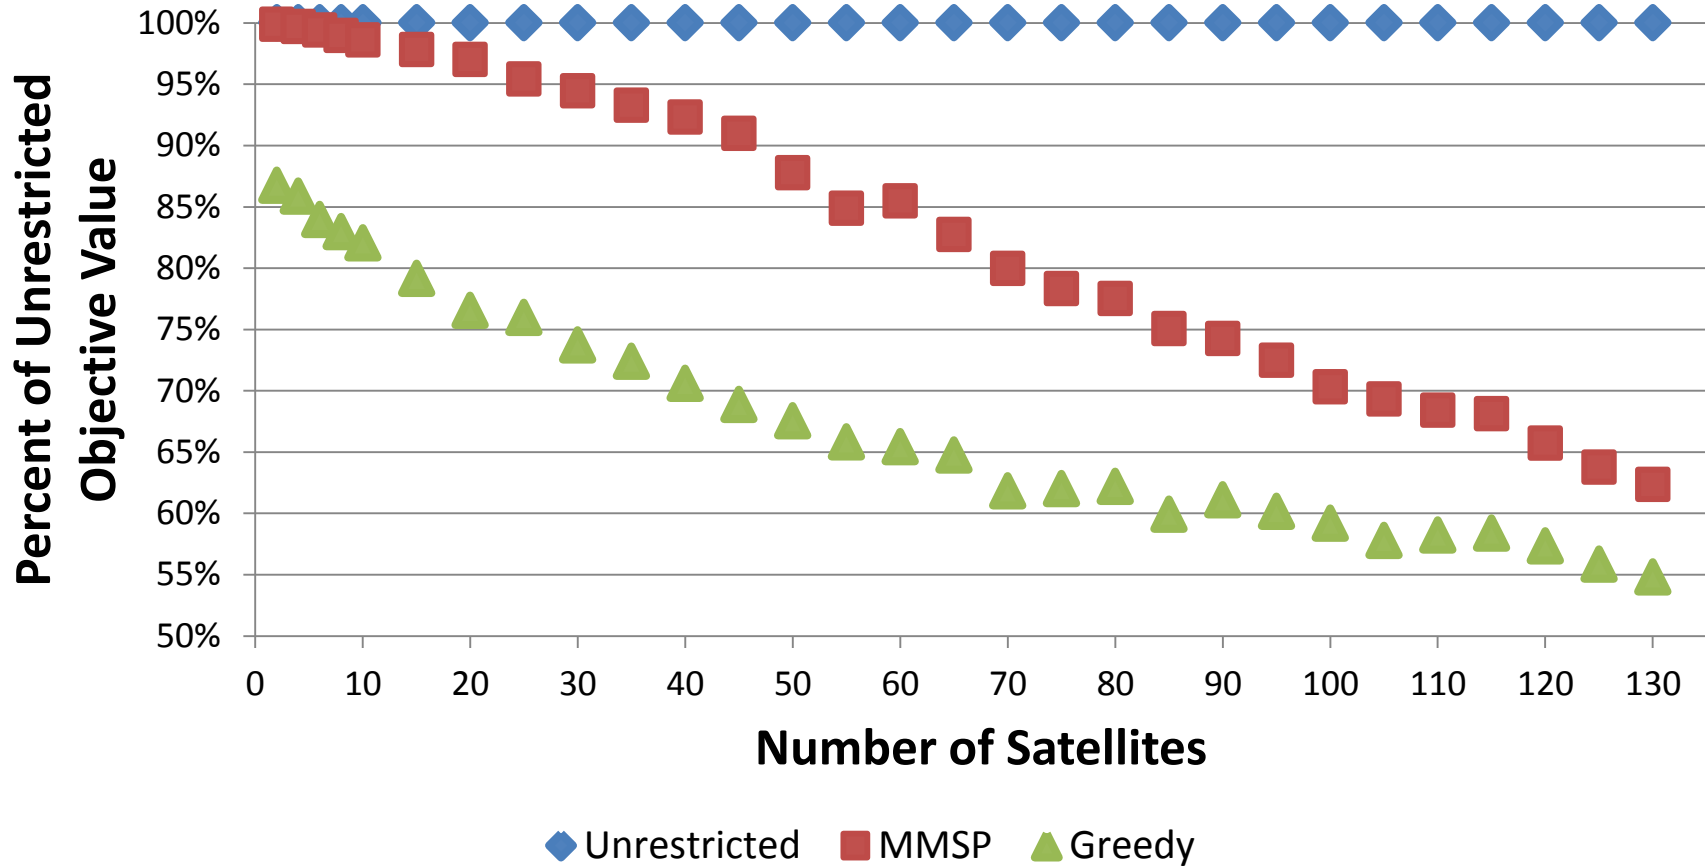 Percent of Unrestricted
Objective Value
100%
95%
90%
85%
80%
75%
70%
65%
60%
55%
50%
0 10 20 30 40 50 60 70 80 90 100 110 120 130
Number of Satellites
Unrestricted MMSP Greedy